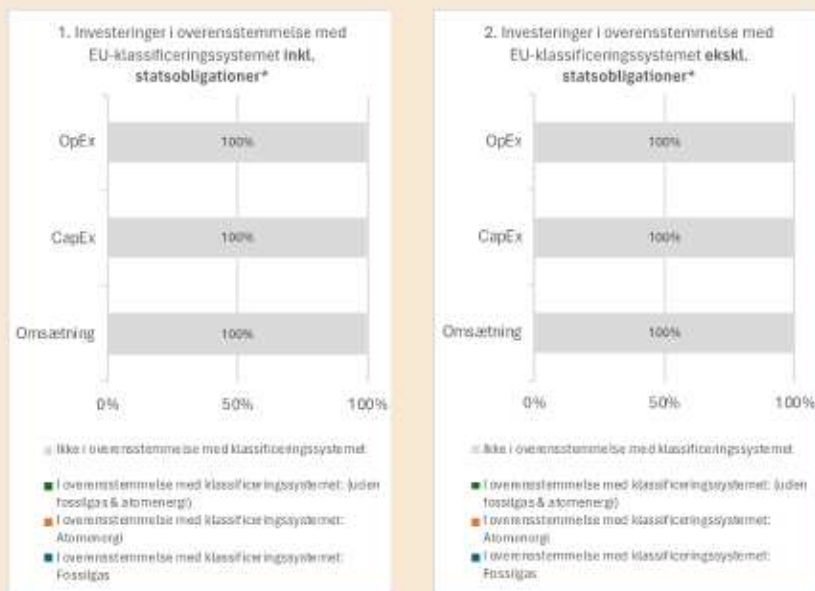 1. Investeringer i overensstemmelse med
EU-klassificeringssystemet inkl.
statsobligationer*
OpEx
100%
CapEx
100%
Omsætning
100%
0%
50%
100%
Ikke i overensstemmelse med klassificeringssystemet
I overensstemmelse med klassificeringssystemet: (uden
fossilgas & atomenergi)
I overensstemmelse med klassificeringssystemet:
Atomenergi
I overensstemmelse med klassificeringssystemet:
Fossilgas
2. Investeringer i overensstemmelse med
EU-klassificeringssystemet ekskl.
statsobligationer*
OpEx
100%
CapEx
100%
Omsætning
100%
0%
50%
100%
Ikke i overensstemmelse med klassificeringssystemet
I overensstemmelse med klassificeringssystemet: (uden
fossilgas & atomenergi)
I overensstemmelse med klassificeringssystemet:
Atomenergi
I overensstemmelse med klassificeringssystemet:
Fossilgas